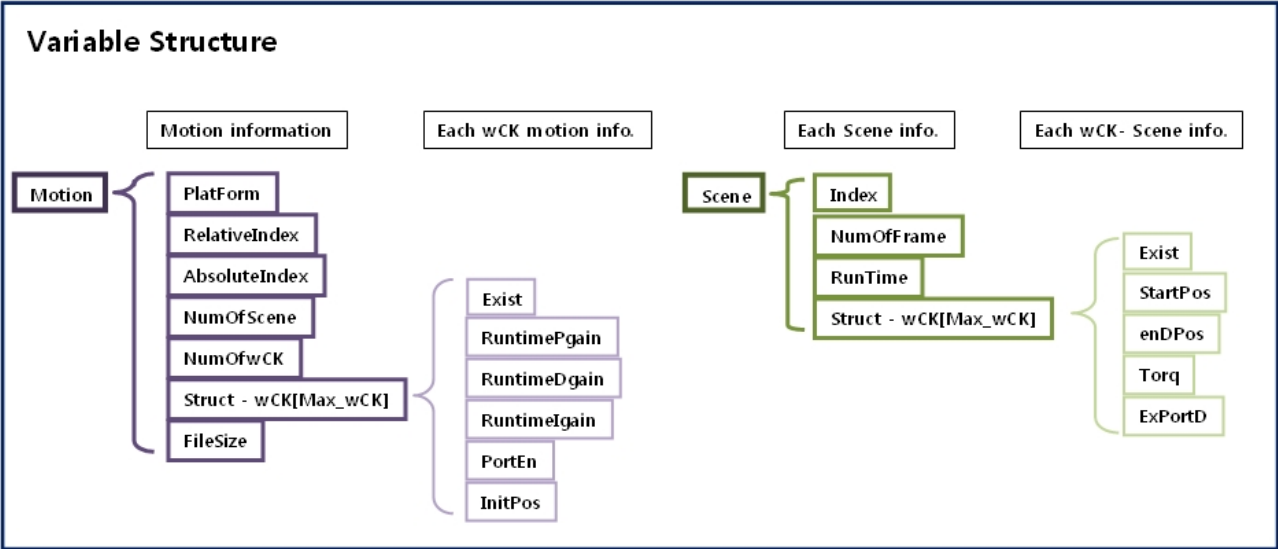 Variable Structure
Motion information
Each wCK motion info.
Each Scene info.
Each wCK- Scene info.
Motion
PlatForm
RelativeIndex
AbsoluteIndex
NumOfScene
NumOfwCK
Struct - wCK[Max_wCK]
FileSize
Exist
RuntimePgain
RuntimeDgain
RuntimeIgain
PortEn
InitPos
Scene
Index
NumOfFrame
RunTime
Struct - wCK[Max_wCK]
Exist
StartPos
enDPos
Torq
ExPortD